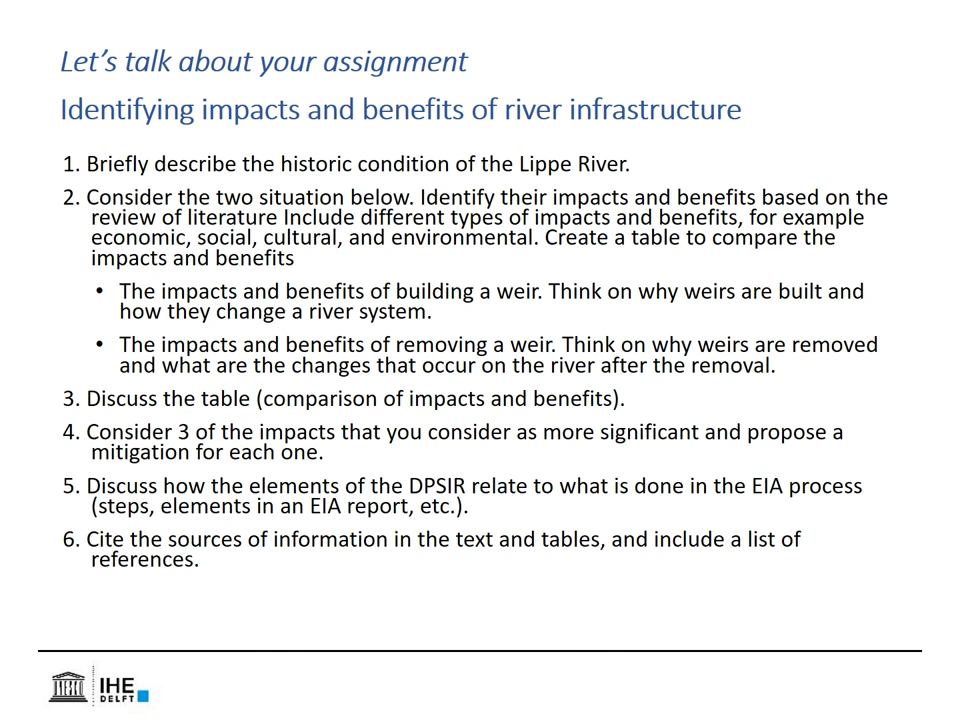 Let's talk about your assignment
Identifying impacts and benefits of river infrastructure
1. Briefly describe the historic condition of the Lippe River.
2. Consider the two situation below. Identify their impacts and benefits based on the
review of literature Include different types of impacts and benefits, for example
economic, social, cultural, and environmental. Create a table to compare the
impacts and benefits
• The impacts and benefits of building a weir. Think on why weirs are built and
how they change a river system.
• The impacts and benefits of removing a weir. Think on why weirs are removed
and what are the changes that occur on the river after the removal.
3. Discuss the table (comparison of impacts and benefits).
4. Consider 3 of the impacts that you consider as more significant and propose a
mitigation for each one.
5. Discuss how the elements of the DPSIR relate to what is done in the EIA process
(steps, elements in an EIA report, etc.).
6. Cite the sources of information in the text and tables, and include a list of
references.
unesco
IHE
DELFT